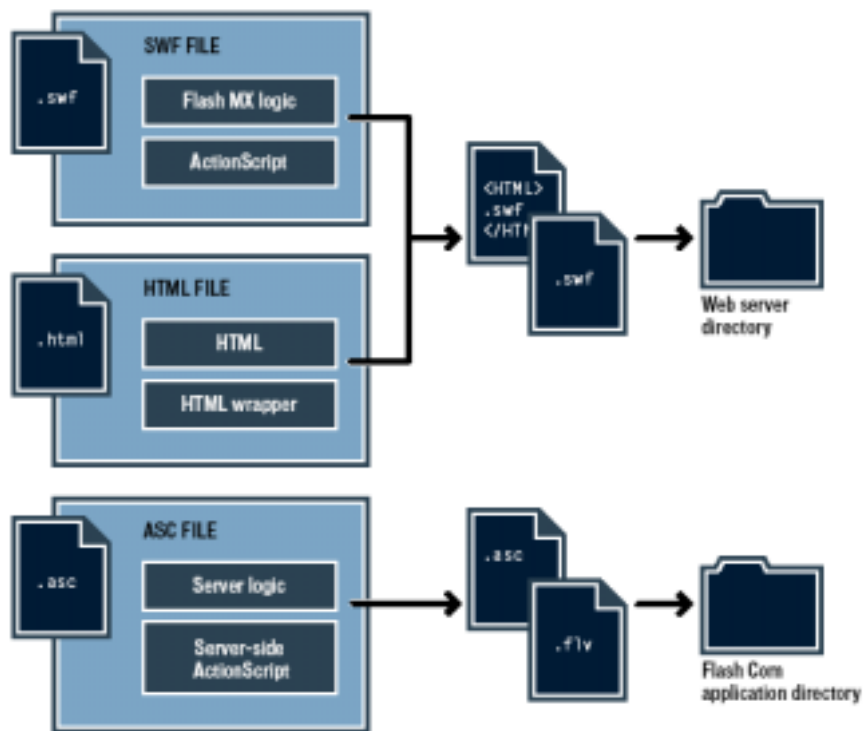 SWF FILE
.swf
Flash MX logic
ActionScript
<HTML>
.swf
</HTM
.swf
Web server
directory
HTML FILE
.html
HTML
HTML wrapper
ASC FILE
.asc
Server logic
Server-side
ActionScript
.asc
.flv
Flash Com
application directory